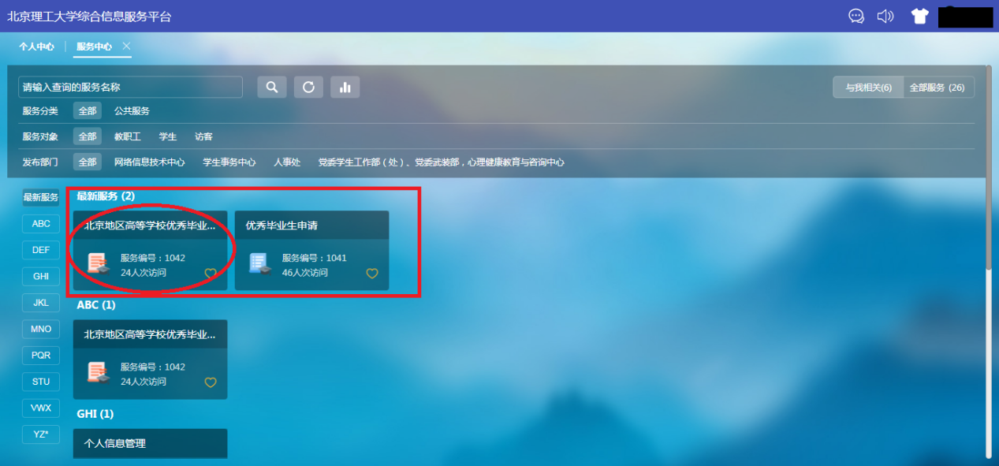 北京理工大学综合信息服务平台
个人中心 服务中心
请输入查询的服务名称 与我相关(6) 全部服务 (26)
服务分类 全部 公共服务
服务对象 全部 教职工 学生 访客
发布部门 全部 网络信息技术中心 学生事务中心 人事处 党委学生工作部（处）、党委武装部，心理健康教育与咨询中心
最新服务 最新服务 (2)
ABC
DEF
GHI
JKL
MNO
PQR
STU
VWX
YZ*
北京地区高等学校优秀毕业...
服务编号：1042
24人次访问
优秀毕业生申请
服务编号：1041
46人次访问
ABC (1)
北京地区高等学校优秀毕业...
服务编号：1042
24人次访问
GHI (1)
个人信息管理